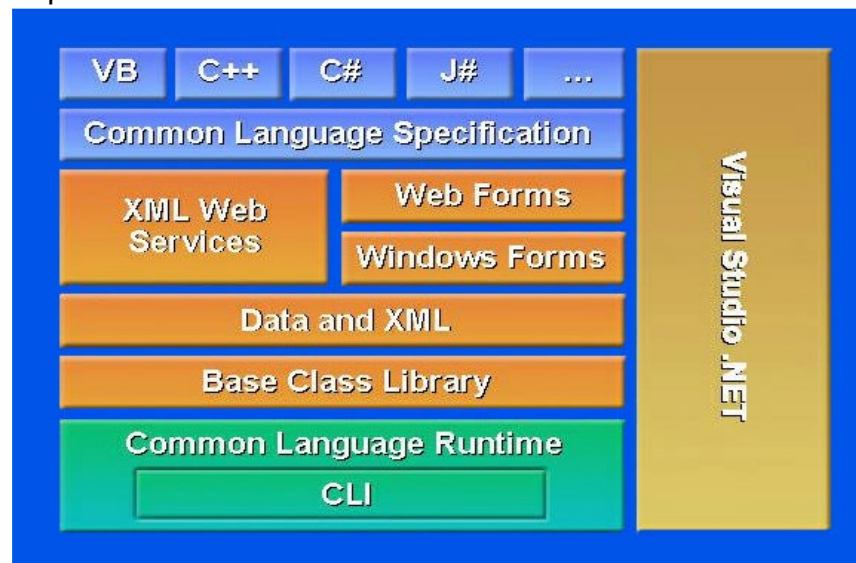 VB
C++
C#
J#
...
Common Language Specification
XML Web
Services
Web Forms
Windows Forms
Data and XML
Base Class Library
Common Language Runtime
CLI
Visual Studio .NET